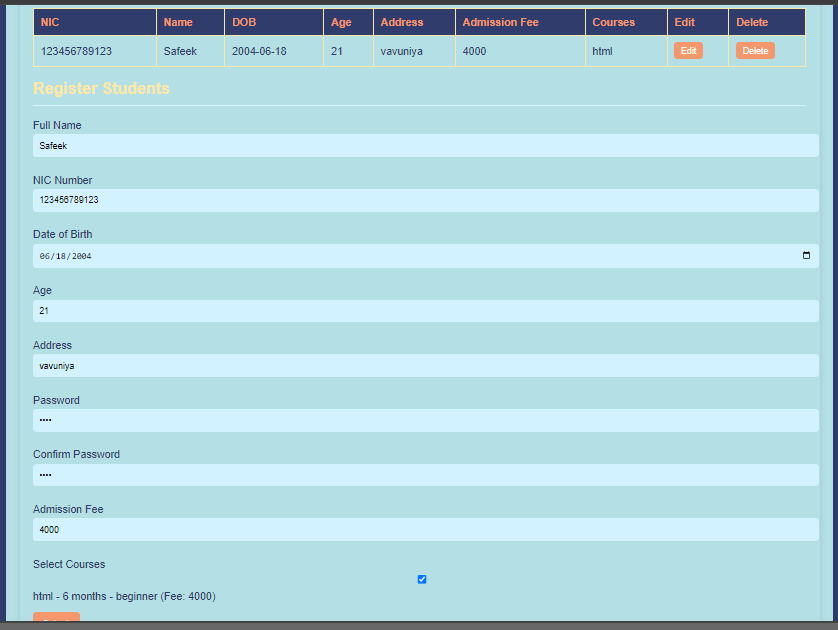 NIC Name DOB Age Address Admission Fee Courses Edit Delete
123456789123 Safeek 2004-06-18 21 vavuniya 4000 html Edit Delete
Register Students
Full Name
Safeek
NIC Number
123456789123
Date of Birth
06/18/2004
Age
21
Address
vavuniya
Password
••••
Confirm Password
••••
Admission Fee
4000
Select Courses
html - 6 months - beginner (Fee: 4000)